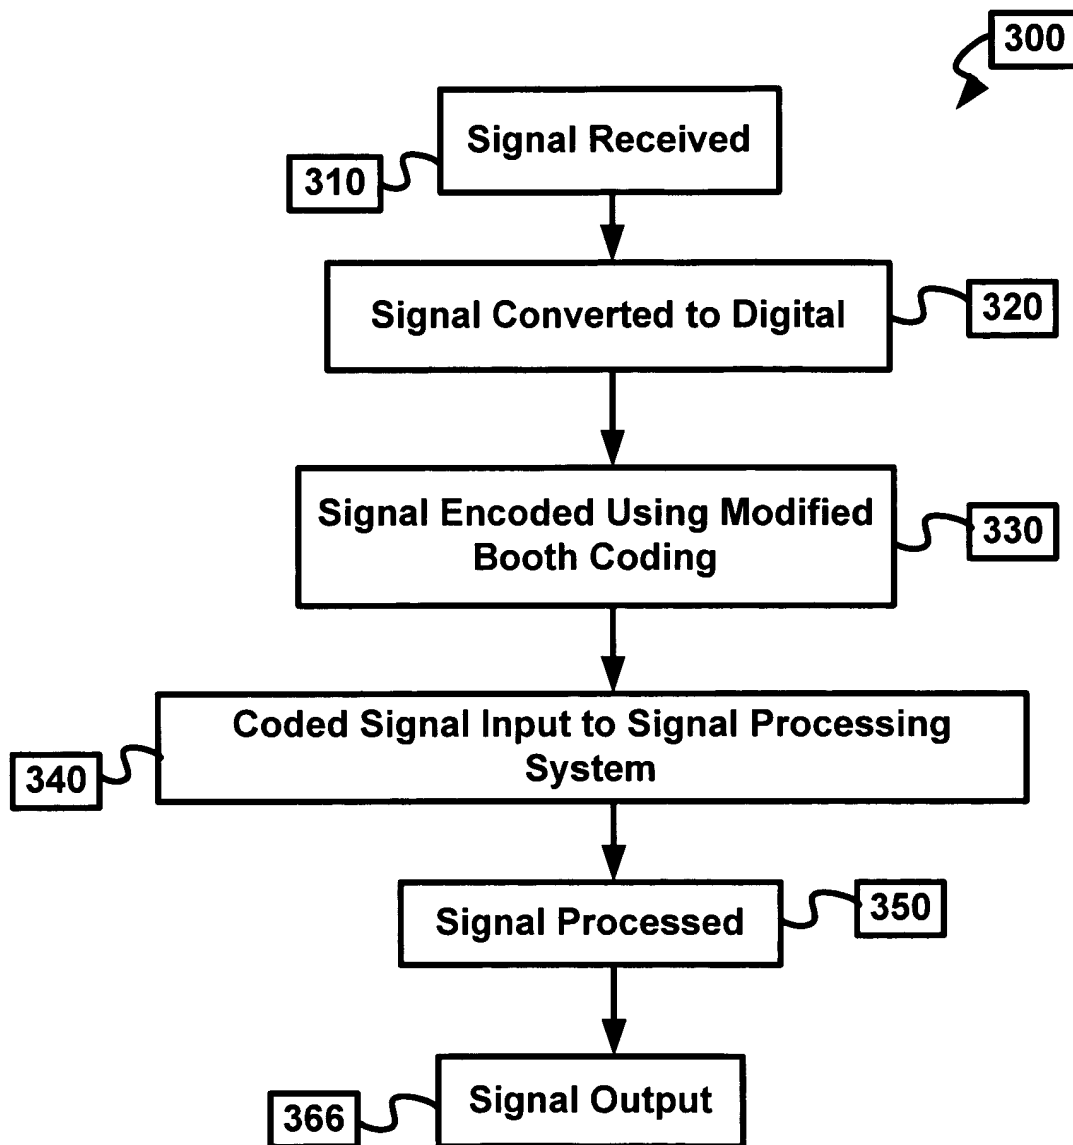 300
Signal Received
310
Signal Converted to Digital
320
Signal Encoded Using Modified
Booth Coding
330
Coded Signal Input to Signal Processing
System
340
Signal Processed
350
Signal Output
366